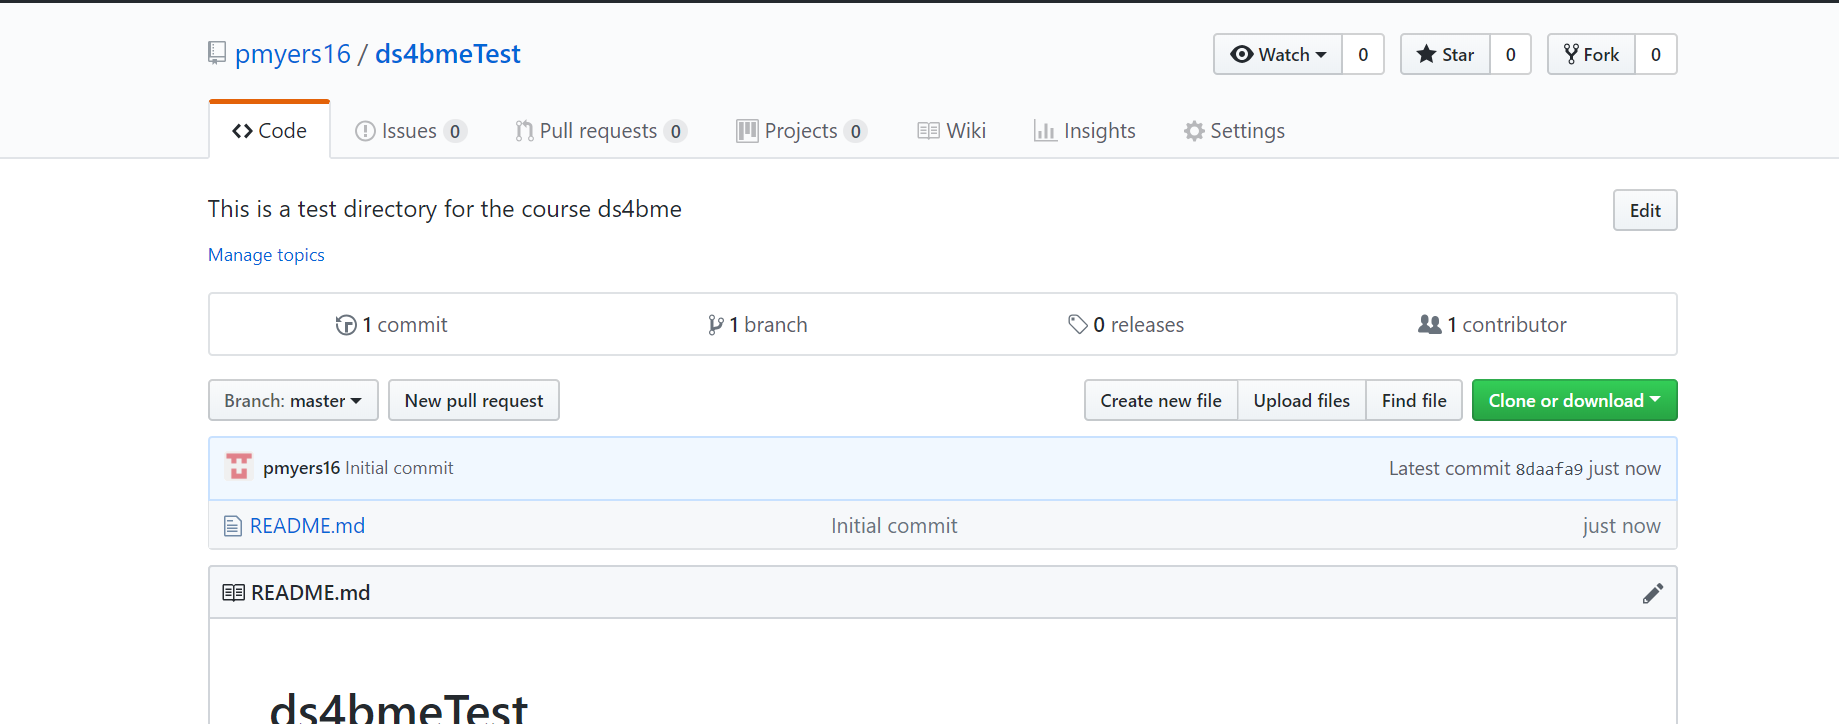 pmyers16 / ds4bmeTest
Watch 0 Star 0 Fork 0
Code Issues 0 Pull requests 0 Projects 0 Wiki Insights Settings
This is a test directory for the course ds4bme
Edit
Manage topics
1 commit 1 branch 0 releases 1 contributor
Branch: master New pull request Create new file Upload files Find file Clone or download
pmyers16 Initial commit Latest commit 8daafa9 just now
README.md Initial commit just now
README.md
ds4bmeTest